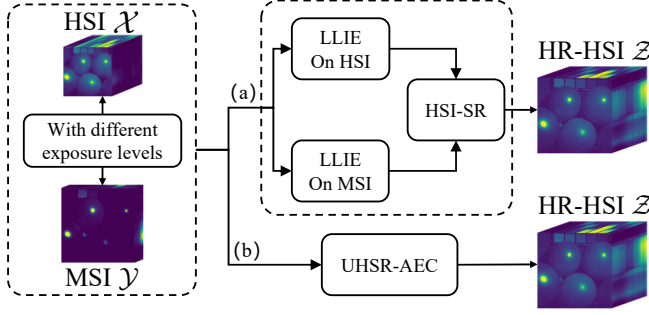 HSI 𝒳
With different
exposure levels
MSI 𝒴
(a)
LLIE
On HSI
LLIE
On MSI
HSI-SR
HR-HSI 𝒵
(b)
UHSR-AEC
HR-HSI 𝒵